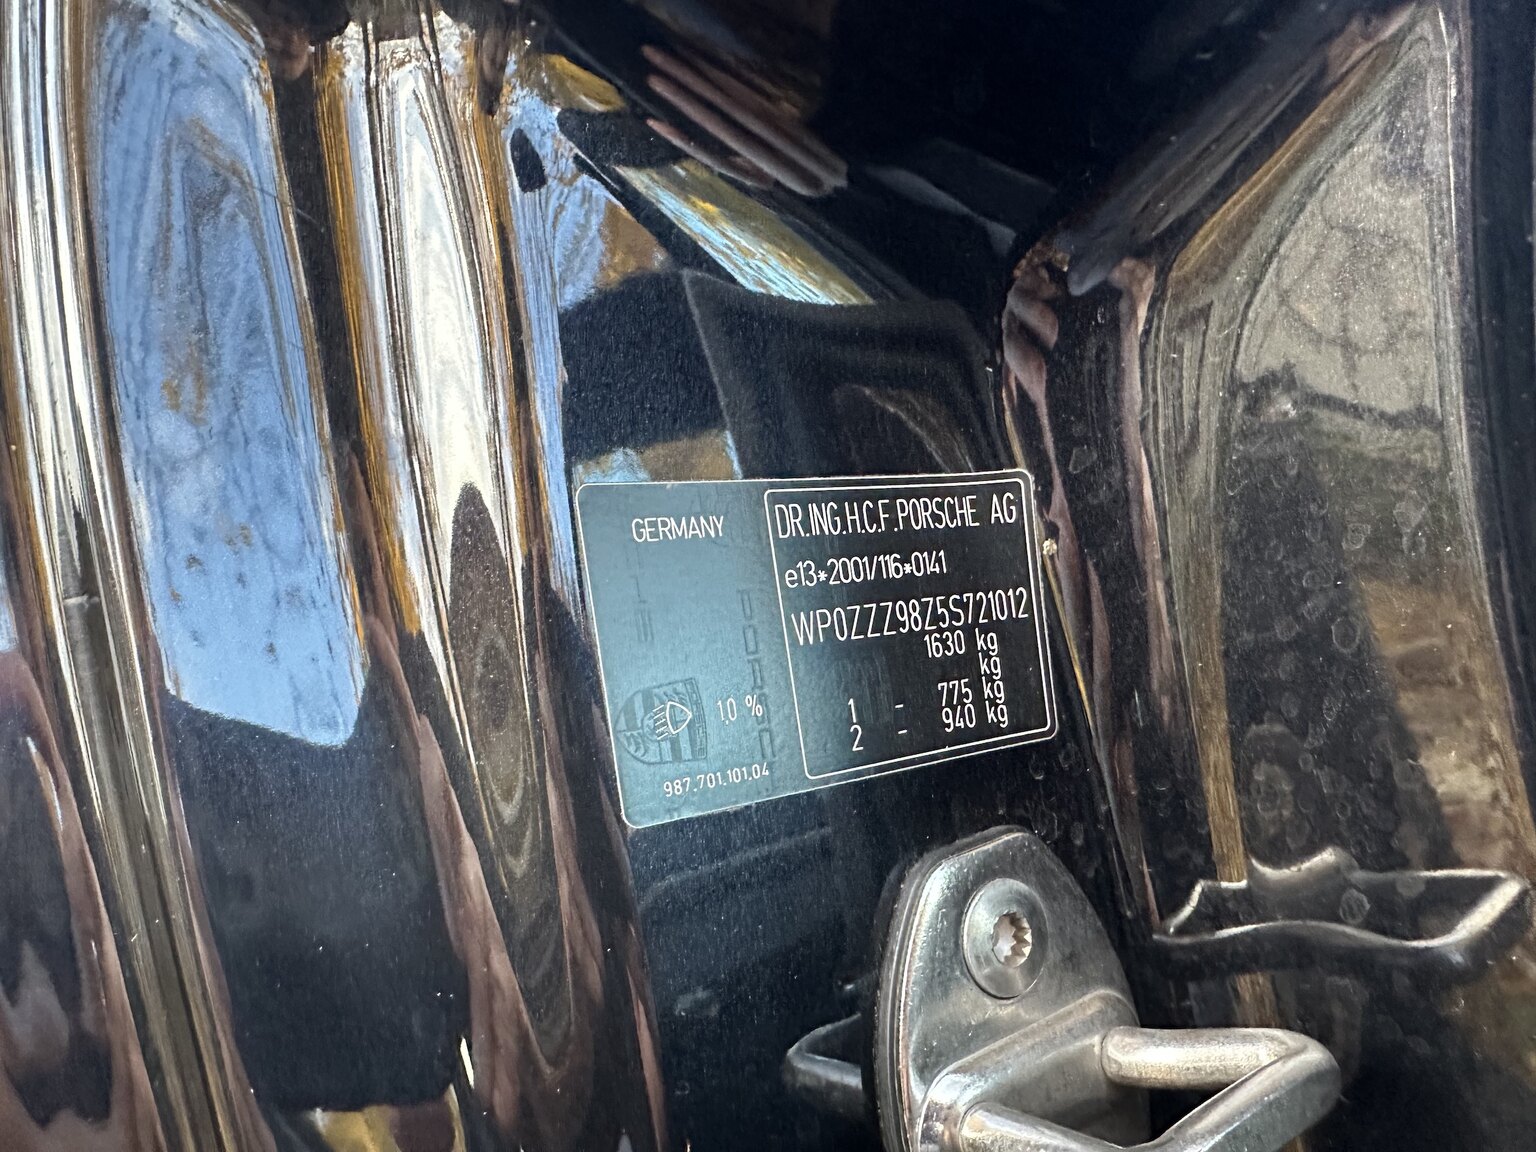 GERMANY
DR.ING.H.C.F.PORSCHE AG
e13*2001/116*0141
WP0ZZZ98Z5S721012
1630 kg
kg
1 - 775 kg
2 - 940 kg
1,0 %
987.701.101.04
PORSCHE